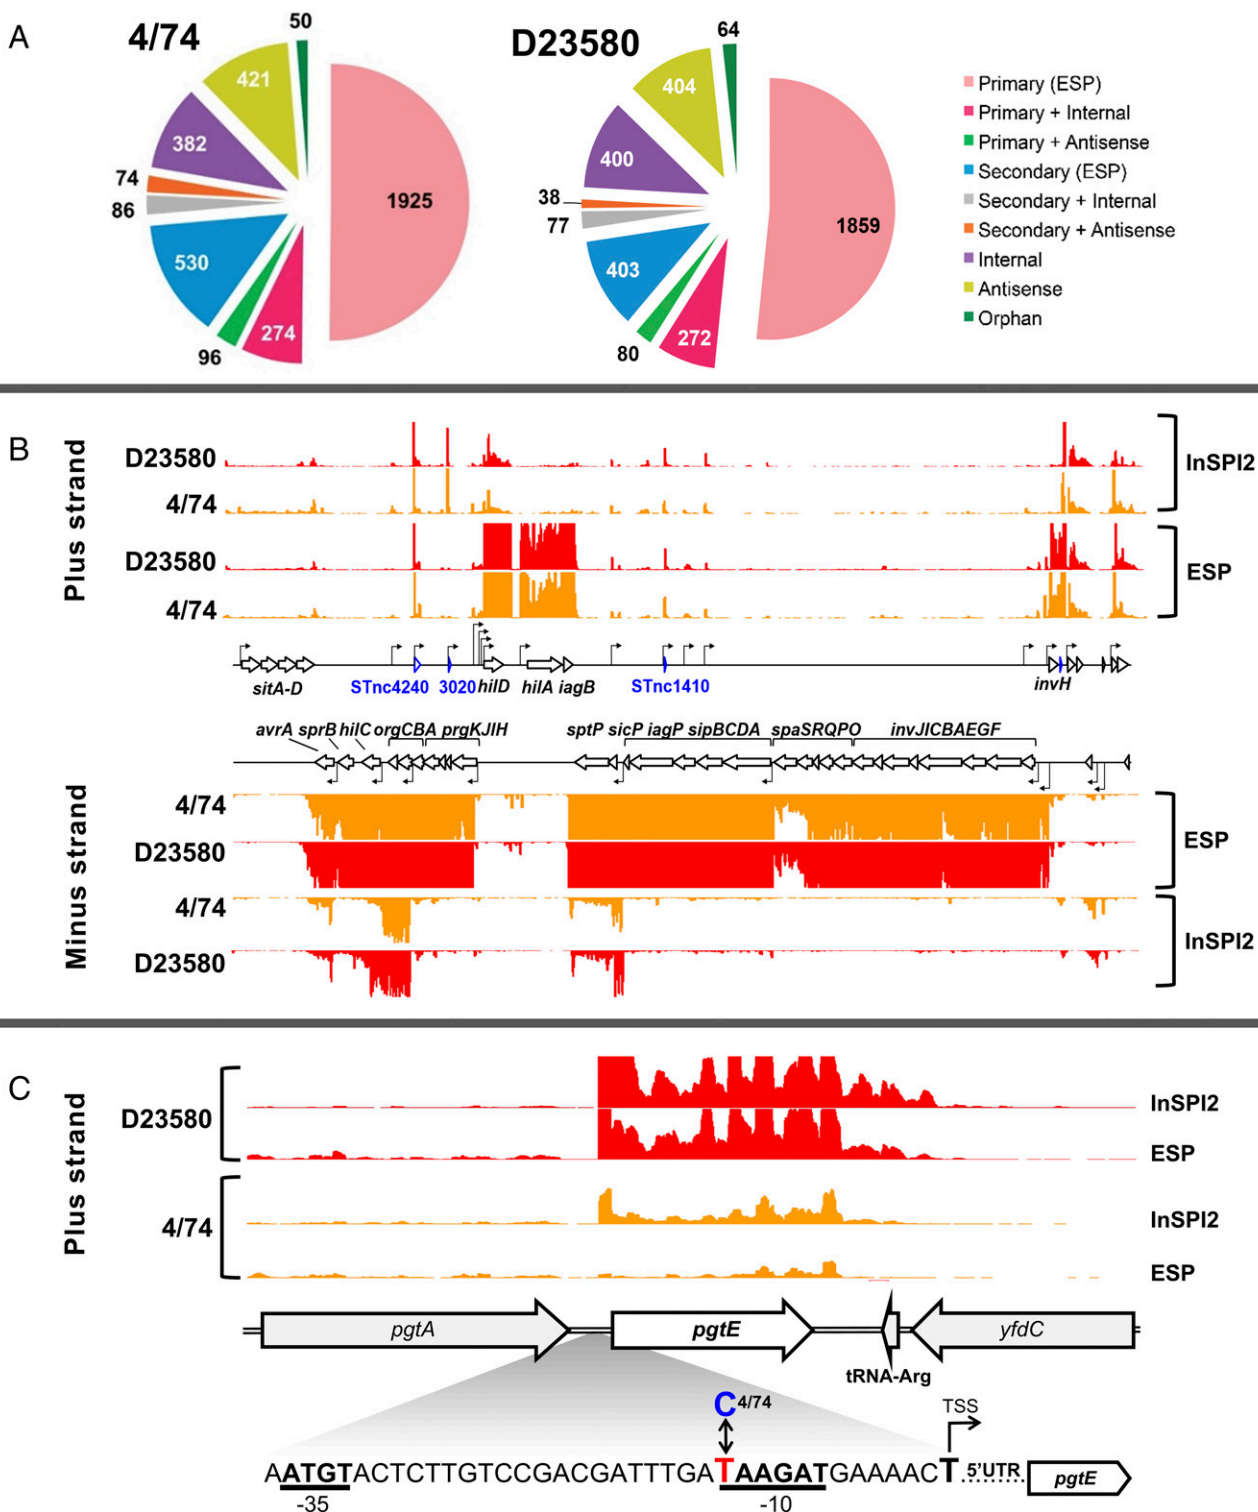 A
4/74
50
421
382
74
86
530
96
274
1925
D23580
64
404
400
38
77
403
80
272
1859
Primary (ESP)
Primary + Internal
Primary + Antisense
Secondary (ESP)
Secondary + Internal
Secondary + Antisense
Internal
Antisense
Orphan
B
Plus strand
D23580
4/74
InSPI2
D23580
4/74
ESP
sitA-D STnc4240 3020 hilD hilA iagB STnc1410 invH
avrA sprB hilC orgCBA prgKJIH sptP sicP iagP sipBCDA spaSRQPO invJICBAEGF
Minus strand
4/74
D23580
ESP
4/74
D23580
InSPI2
C
Plus strand
D23580
InSPI2
ESP
4/74
InSPI2
ESP
pgtA pgtE yfdC
tRNA-Arg
C 4/74 TSS
AATGTACTCTTGTCCGACGATTTGATAAGATGAAAACT......5'UTR pgtE
-35 -10